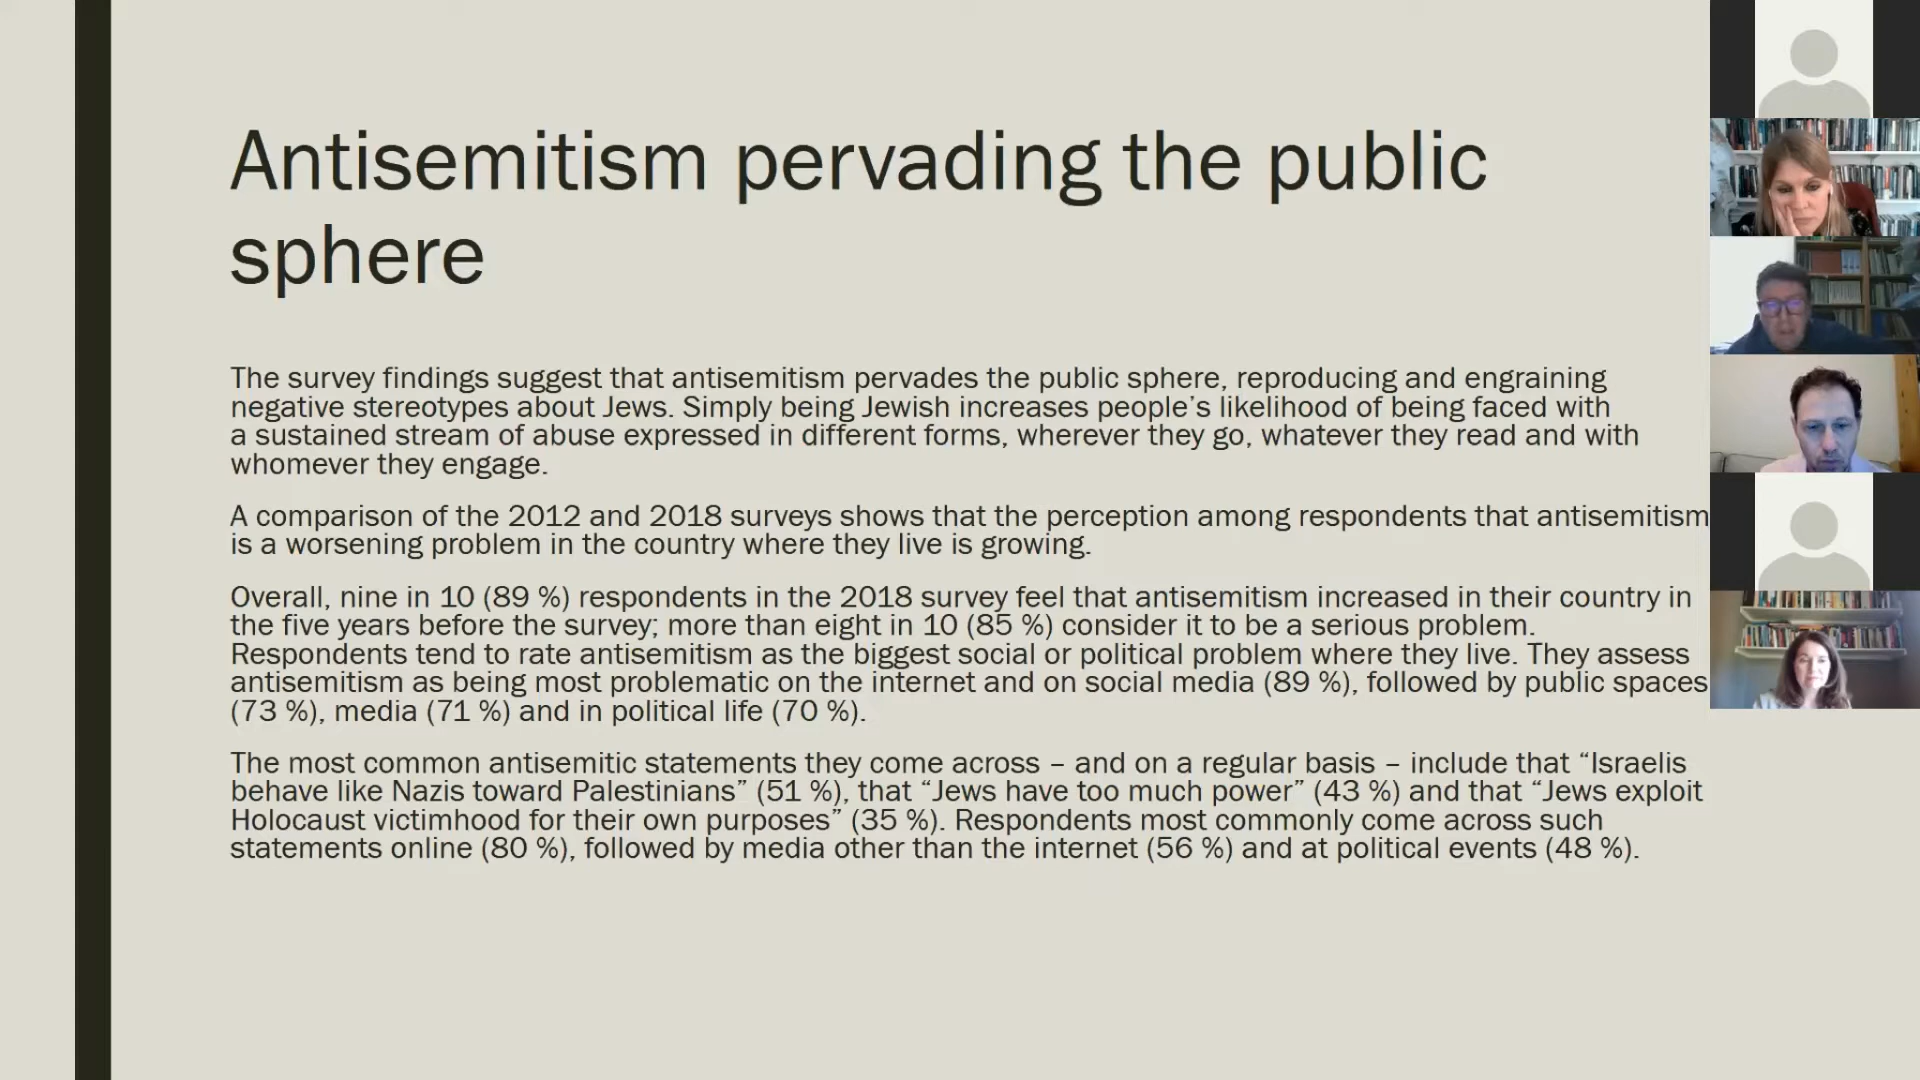 Antisemitism pervading the public
sphere
The survey findings suggest that antisemitism pervades the public sphere, reproducing and engraining
negative stereotypes about Jews. Simply being Jewish increases people’s likelihood of being faced with
a sustained stream of abuse expressed in different forms, wherever they go, whatever they read and with
whomever they engage.
A comparison of the 2012 and 2018 surveys shows that the perception among respondents that antisemitism
is a worsening problem in the country where they live is growing.
Overall, nine in 10 (89 %) respondents in the 2018 survey feel that antisemitism increased in their country in
the five years before the survey; more than eight in 10 (85 %) consider it to be a serious problem.
Respondents tend to rate antisemitism as the biggest social or political problem where they live. They assess
antisemitism as being most problematic on the internet and on social media (89 %), followed by public spaces
(73 %), media (71 %) and in political life (70 %).
The most common antisemitic statements they come across – and on a regular basis – include that “Israelis
behave like Nazis toward Palestinians” (51 %), that “Jews have too much power” (43 %) and that “Jews exploit
Holocaust victimhood for their own purposes” (35 %). Respondents most commonly come across such
statements online (80 %), followed by media other than the internet (56 %) and at political events (48 %).